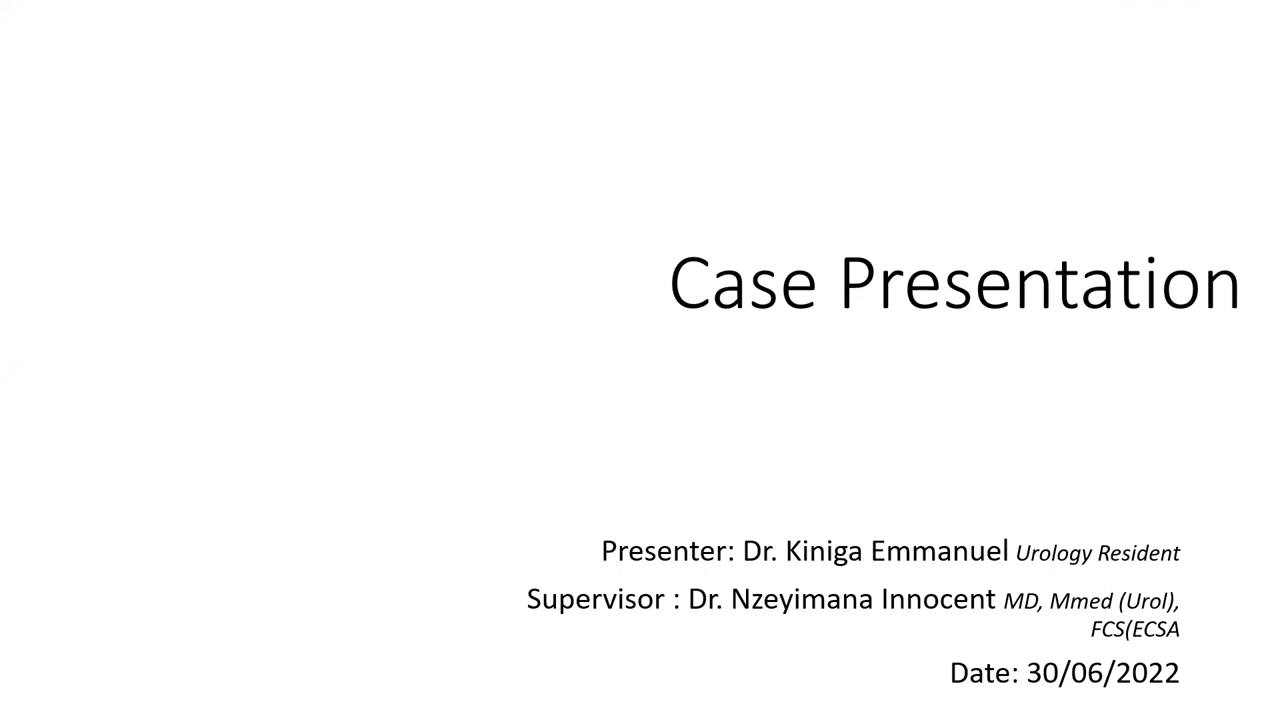 Case Presentation
Presenter: Dr. Kiniga Emmanuel Urology Resident
Supervisor : Dr. Nzeyimana Innocent MD, Mmed (Urol),
FCS(ECSA
Date: 30/06/2022